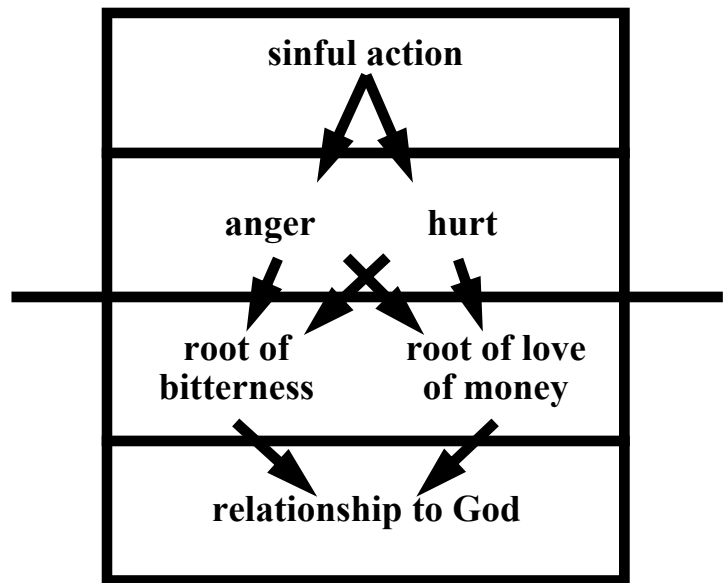 sinful action
anger hurt
root of root of love
bitterness of money
relationship to God